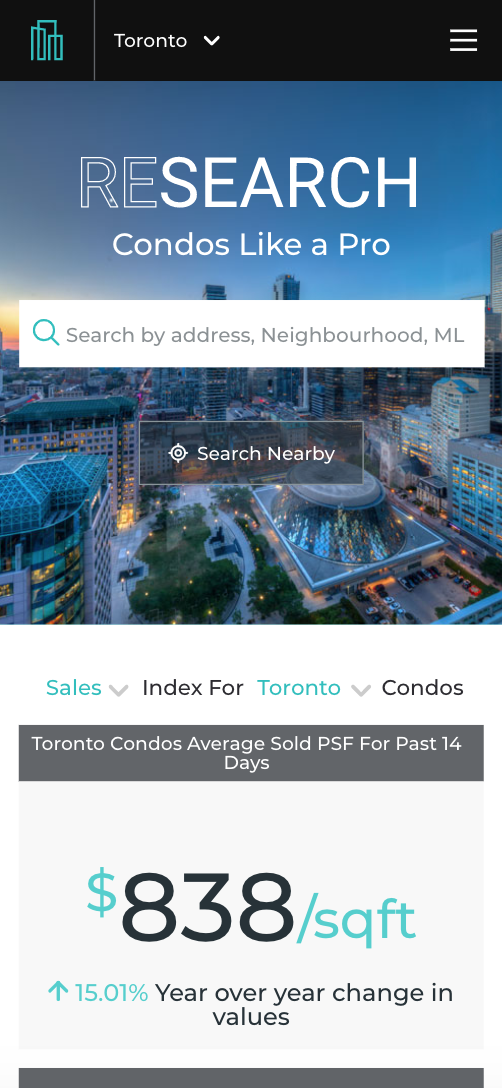 Toronto
RESEARCH
Condos Like a Pro
Search by address, Neighbourhood, ML
Search Nearby
Sales Index For Toronto Condos
Toronto Condos Average Sold PSF For Past 14
Days
$838/sqft
15.01% Year over year change in
values